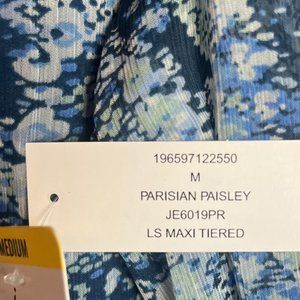 196597122550
M
PARISIAN PAISLEY
JE6019PR
LS MAXI TIERED
MEDIUM